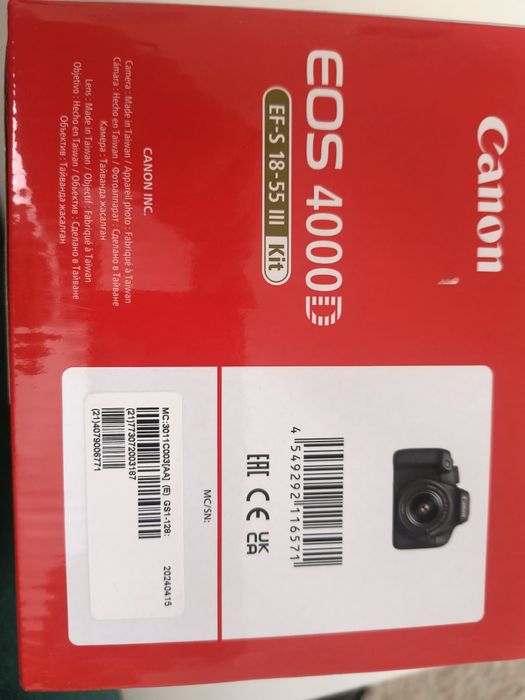 Canon
EOS 4000D
EF-S 18-55 III Kit
CANON INC.
Camera : Made in Taiwan / Appareil photo : Fabriqué à Taïwan
Cámara : Hecho en Taiwan / Фотоаппарат : Сделано в Тайване
Камера : Тайванда жасалған
Lens : Made in Taiwan / Objectif : Fabriqué à Taïwan
Objetivo : Hecho en Taiwan / Объектив : Сделано в Тайване
Объектив : Тайванда жасалған
4 549292 116571
EAC CE UK
CA
MC/SN:
MC:3011C003[AA] (E) GS1-128:
20240415
(21)773072003187
(21)4079006771